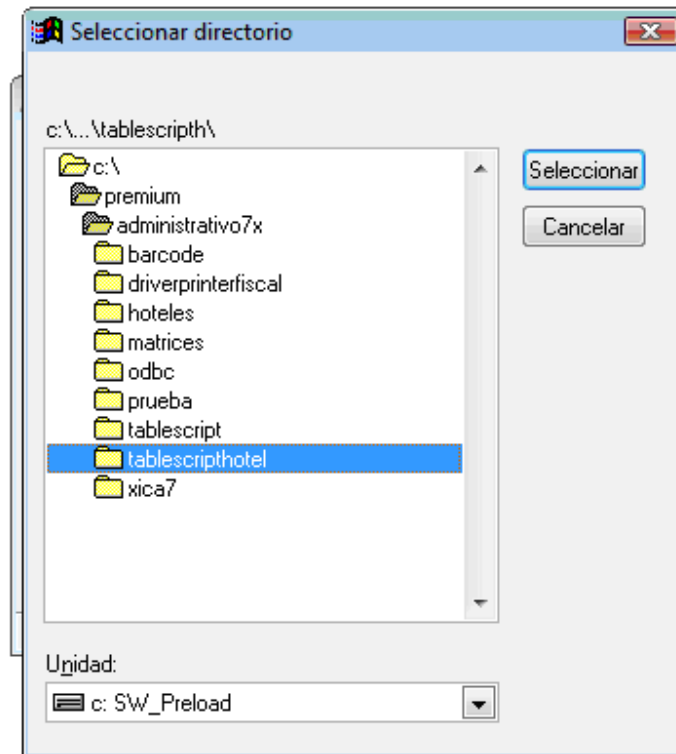 Seleccionar directorio
c:\...\tablescripth\
c:\
premium
administrativo7x
barcode
driverprinterfiscal
hoteles
matrices
odbc
prueba
tablescript
tablescripthotel
xica7
Seleccionar
Cancelar
Unidad:
c: SW_Preload